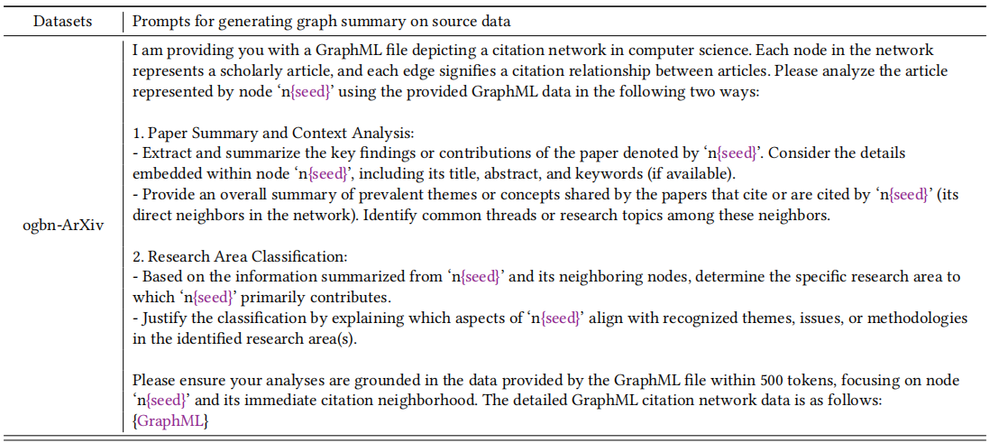 Datasets Prompts for generating graph summary on source data
I am providing you with a GraphML file depicting a citation network in computer science. Each node in the network
represents a scholarly article, and each edge signifies a citation relationship between articles. Please analyze the article
represented by node ‘n{seed}’ using the provided GraphML data in the following two ways:
1. Paper Summary and Context Analysis:
- Extract and summarize the key findings or contributions of the paper denoted by ‘n{seed}’. Consider the details
embedded within node ‘n{seed}’, including its title, abstract, and keywords (if available).
- Provide an overall summary of prevalent themes or concepts shared by the papers that cite or are cited by ‘n{seed}’ (its
direct neighbors in the network). Identify common threads or research topics among these neighbors.
ogbn-ArXiv
2. Research Area Classification:
- Based on the information summarized from ‘n{seed}’ and its neighboring nodes, determine the specific research area to
which ‘n{seed}’ primarily contributes.
- Justify the classification by explaining which aspects of ‘n{seed}’ align with recognized themes, issues, or methodologies
in the identified research area(s).
Please ensure your analyses are grounded in the data provided by the GraphML file within 500 tokens, focusing on node
‘n{seed}’ and its immediate citation neighborhood. The detailed GraphML citation network data is as follows:
{GraphML}